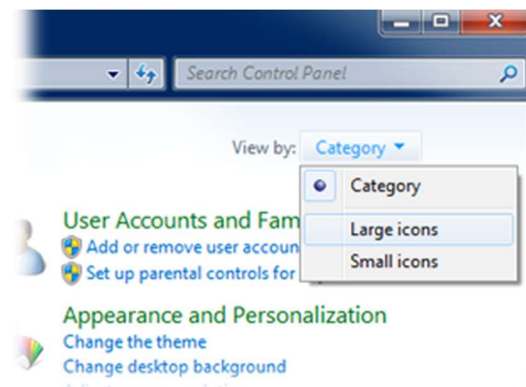 Search Control Panel
View by: Category
Category
Large icons
Small icons
User Accounts and Fam
Add or remove user accoun
Set up parental controls for
Appearance and Personalization
Change the theme
Change desktop background